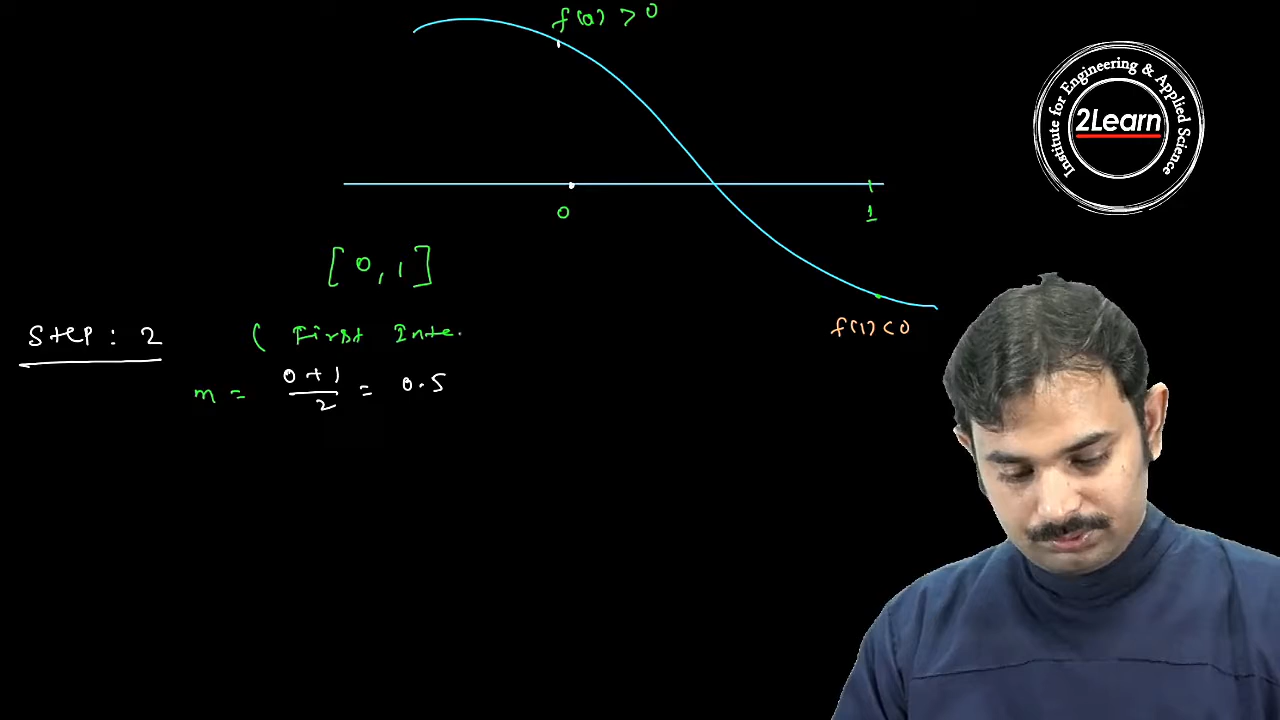 f(0) > 0
Institute for Engineering & Applied Science
2Learn
0
1
[0, 1]
f(1) < 0
Step : 2
( First Inte.
m = 0 + 1 / 2 = 0.5